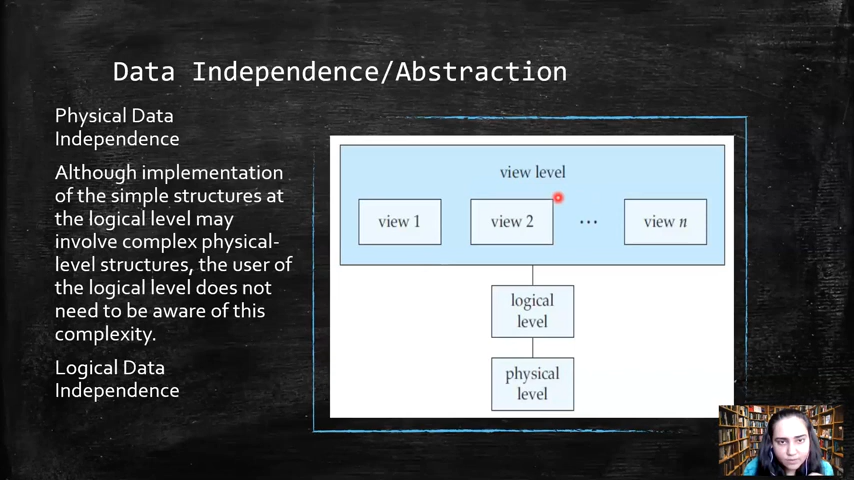 Data Independence/Abstraction
Physical Data
Independence
Although implementation
of the simple structures at
the logical level may
involve complex physical-
level structures, the user of
the logical level does not
need to be aware of this
complexity.
Logical Data
Independence
view level
view 1
view 2
...
view n
logical
level
physical
level